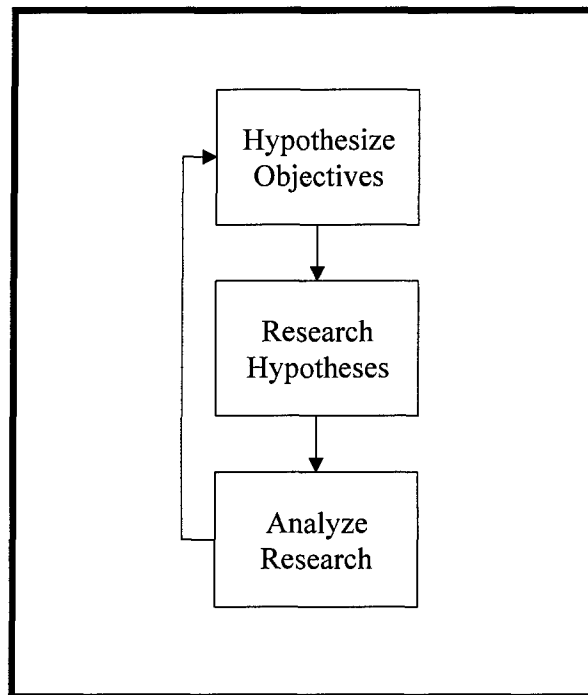 Hypothesize
Objectives
Research
Hypotheses
Analyze
Research